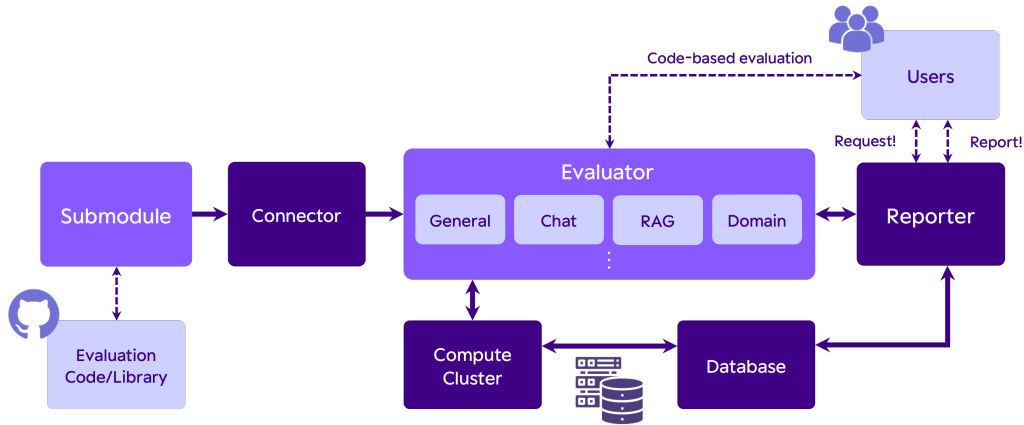 Code-based evaluation
Users
Request!
Report!
Submodule
Connector
Evaluator
General
Chat
RAG
Domain
Reporter
Evaluation
Code/Library
Compute
Cluster
Database